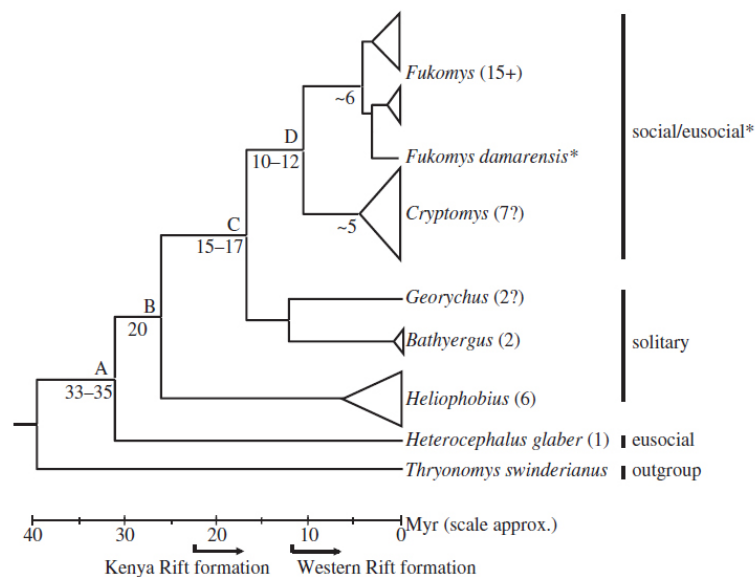 Fukomys (15+)
~6
D
social/eusocial*
10–12
Fukomys damarensis*
Cryptomys (7?)
~5
C
15–17
Georychus (2?)
B
20
Bathyergus (2)
solitary
A
33–35
Heliophobius (6)
Heterocephalus glaber (1)
eusocial
Thryonomys swinderianus
outgroup
40 30 20 10 0
Myr (scale approx.)
Kenya Rift formation
Western Rift formation